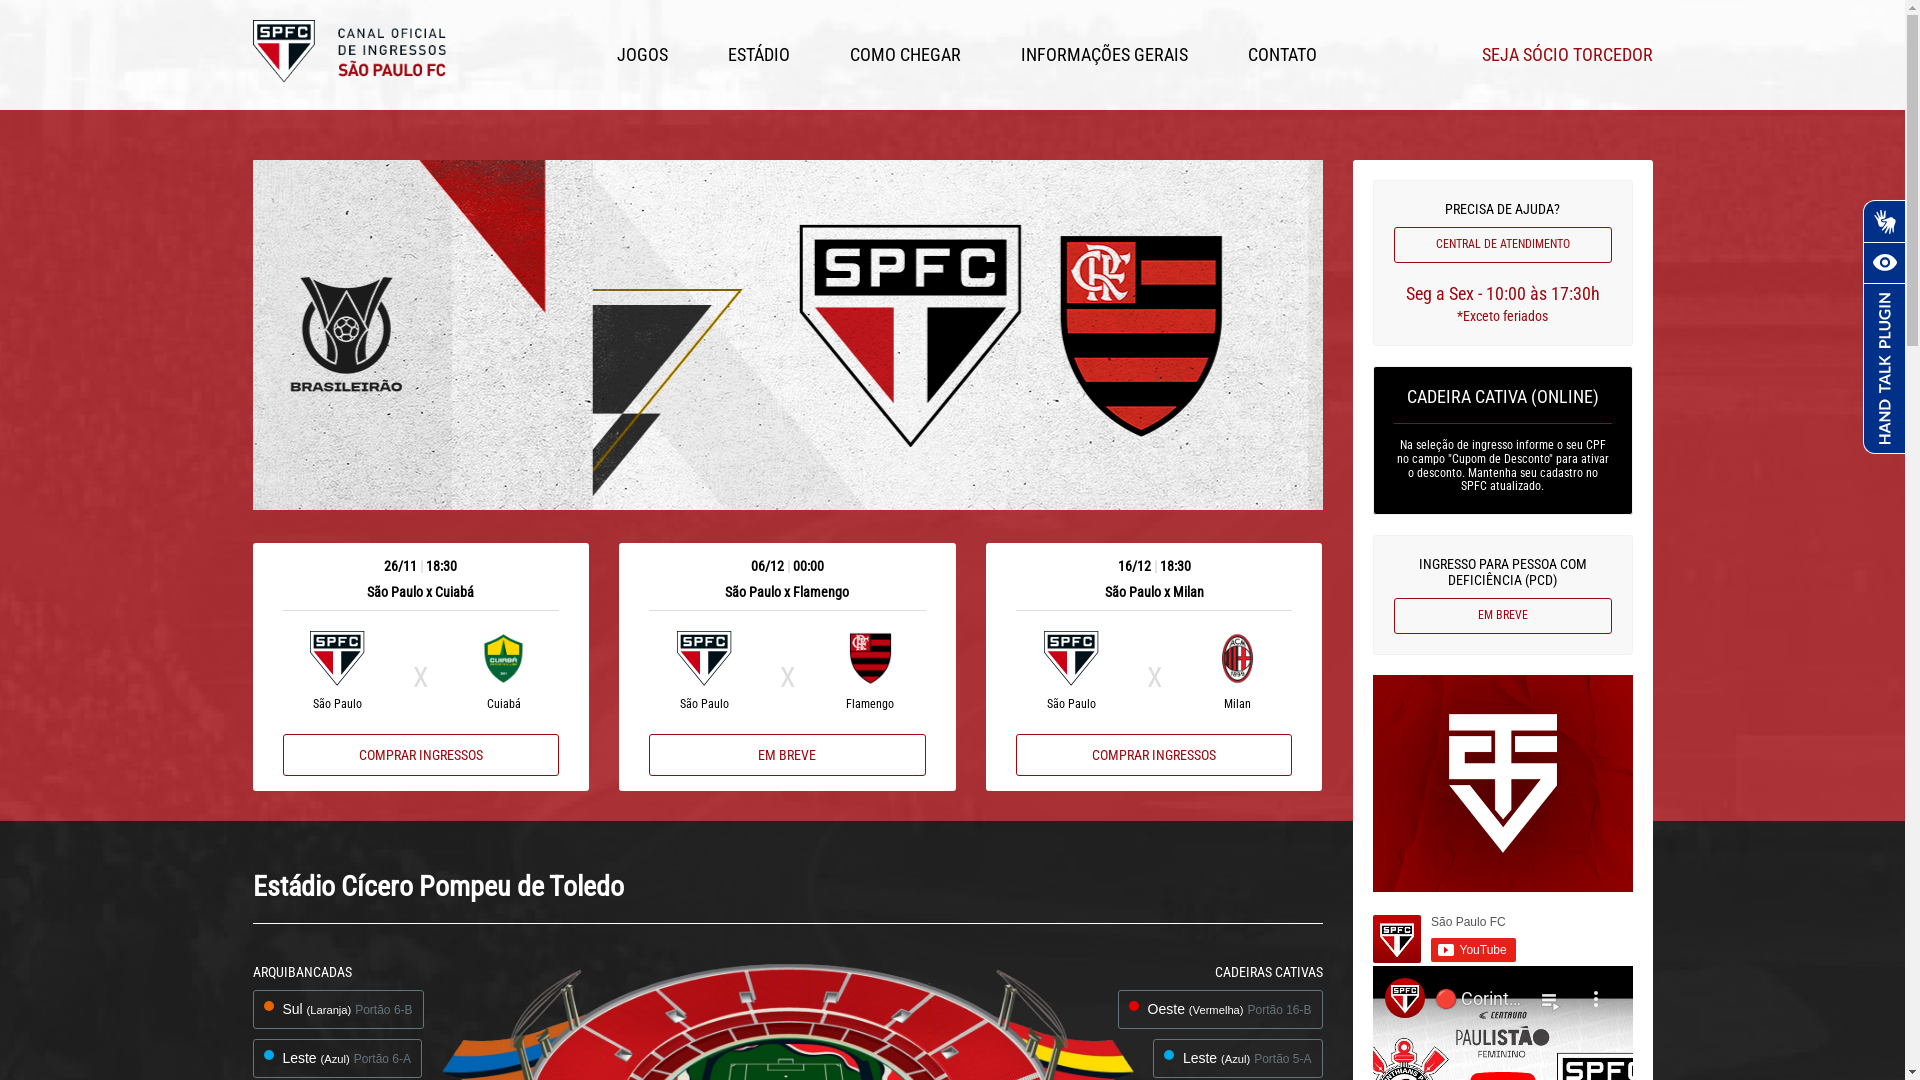 SPFC
CANAL OFICIAL
DE INGRESSOS
SÃO PAULO FC
JOGOS
ESTÁDIO
COMO CHEGAR
INFORMAÇÕES GERAIS
CONTATO
SEJA SÓCIO TORCEDOR
BRASILEIRÃO
SPFC
CRF
PRECISA DE AJUDA?
CENTRAL DE ATENDIMENTO
Seg a Sex - 10:00 às 17:30h
*Exceto feriados
CADEIRA CATIVA (ONLINE)
Na seleção de ingresso informe o seu CPF
no campo "Cupom de Desconto" para ativar
o desconto. Mantenha seu cadastro no
SPFC atualizado.
INGRESSO PARA PESSOA COM
DEFICIÊNCIA (PCD)
EM BREVE
HAND TALK PLUGIN
26/11 | 18:30
São Paulo x Cuiabá
SPFC
X
CUIABÁ
São Paulo
Cuiabá
COMPRAR INGRESSOS
06/12 | 00:00
São Paulo x Flamengo
SPFC
X
São Paulo
Flamengo
EM BREVE
16/12 | 18:30
São Paulo x Milan
SPFC
X
ACM
1899
São Paulo
Milan
COMPRAR INGRESSOS
Estádio Cícero Pompeu de Toledo
ARQUIBANCADAS
Sul (Laranja) Portão 6-B
Leste (Azul) Portão 6-A
CADEIRAS CATIVAS
Oeste (Vermelha) Portão 16-B
Leste (Azul) Portão 5-A
SPFC
São Paulo FC
YouTube
SPFC
Corint...
CENTAURO
PAULISTÃO
FEMININO
SPFC